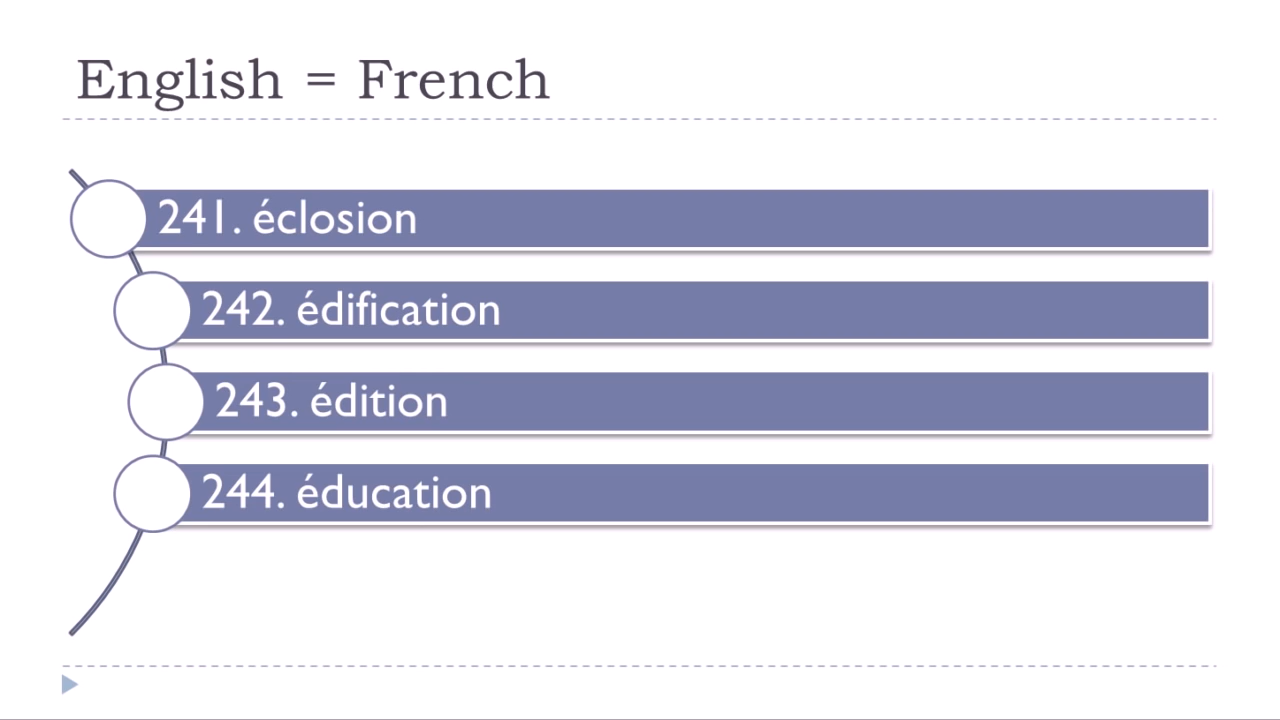 English = French
241. éclosion
242. édification
243. édition
244. éducation